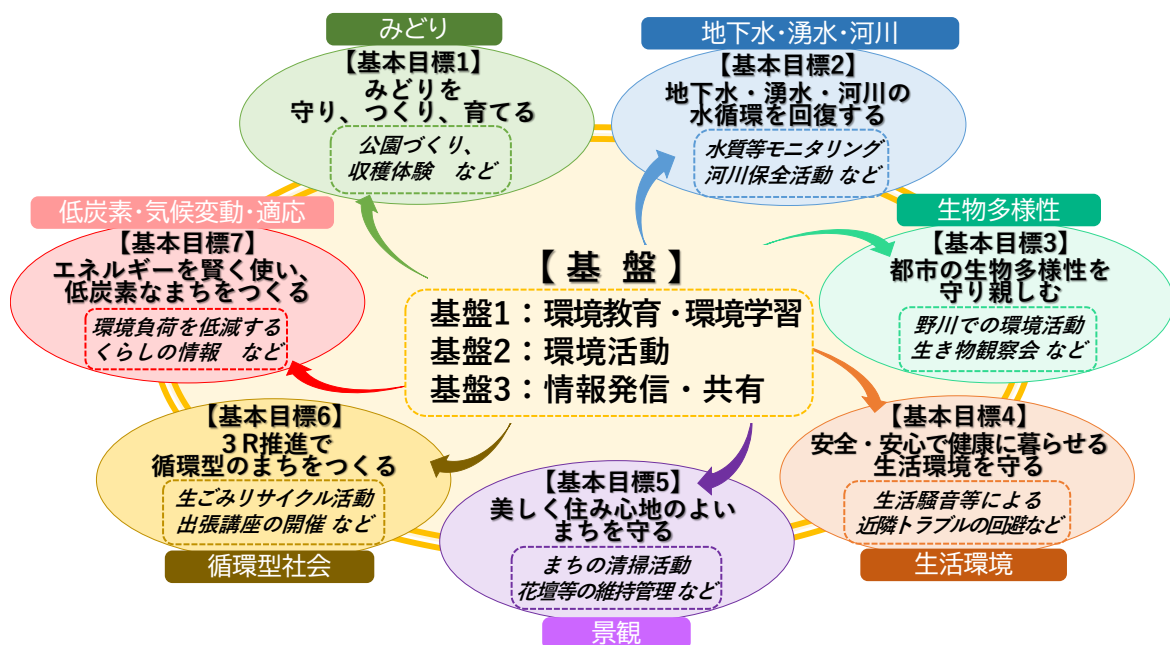 みどり
【基本目標1】
みどりを
守り、つくり、育てる
公園づくり、
収穫体験　など
地下水・湧水・河川
【基本目標2】
地下水・湧水・河川の
水循環を回復する
水質等モニタリング
河川保全活動 など
生物多様性
【基本目標3】
都市の生物多様性を
守り親しむ
野川での環境活動
生き物観察会 など
低炭素・気候変動・適応
【基本目標7】
エネルギーを賢く使い、
低炭素なまちをつくる
環境負荷を低減する
くらしの情報　など
【 基 盤 】
基盤1：環境教育・環境学習
基盤2：環境活動
基盤3：情報発信・共有
【基本目標4】
安全・安心で健康に暮らせる
生活環境を守る
生活騒音等による
近隣トラブルの回避など
生活環境
【基本目標6】
３Ｒ推進で
循環型のまちをつくる
生ごみリサイクル活動
出張講座の開催 など
循環型社会
【基本目標5】
美しく住み心地のよい
まちを守る
まちの清掃活動
花壇等の維持管理 など
景観